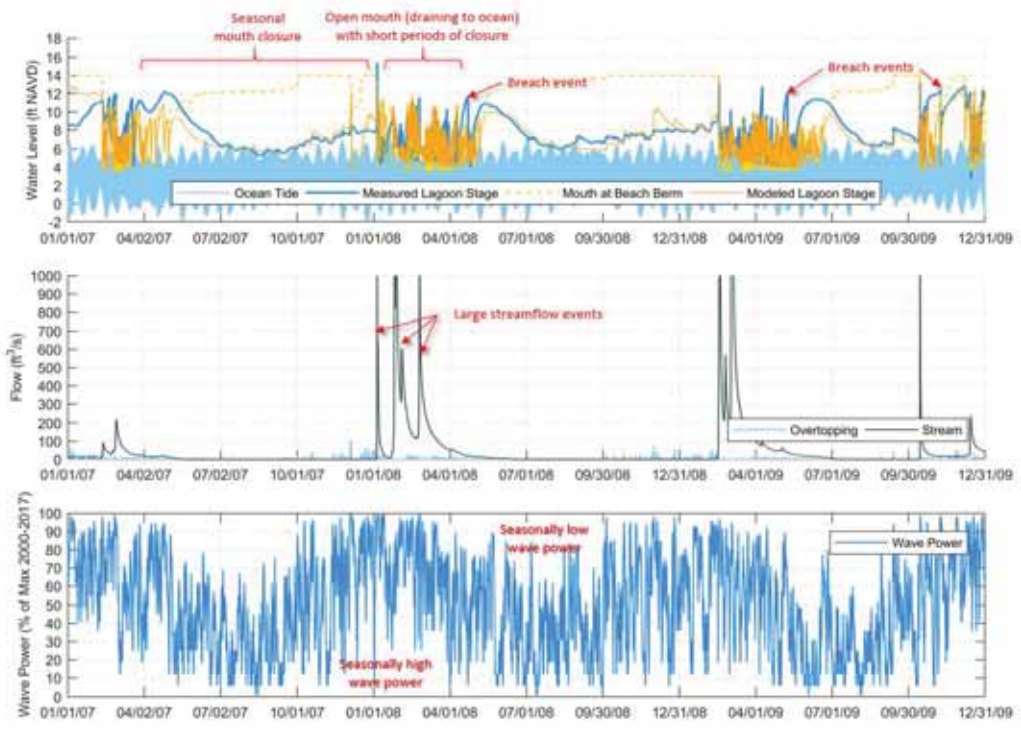 Seasonal
mouth closure
Open mouth (draining to ocean)
with short periods of closure
Breach event
Breach events
Water Level (ft NAVD)
18
16
14
12
10
8
6
4
2
0
-2
Ocean Tide Measured Lagoon Stage Mouth at Beach Berm Modeled Lagoon Stage
01/01/07 04/02/07 07/02/07 10/01/07 01/01/08 04/01/08 07/01/08 09/30/08 12/31/08 04/01/09 07/01/09 09/30/09 12/31/09
Flow (ft³/s)
1000
900
800
700
600
500
400
300
200
100
0
Large streamflow events
Overtopping Stream
01/01/07 04/02/07 07/02/07 10/01/07 01/01/08 04/01/08 07/01/08 09/30/08 12/31/08 04/01/09 07/01/09 09/30/09 12/31/09
Wave Power (% of Max 2000-2017)
100
90
80
70
60
50
40
30
20
10
0
Seasonally low
wave power
Wave Power
Seasonally high
wave power
01/01/07 04/02/07 07/02/07 10/01/07 01/01/08 04/01/08 07/01/08 09/30/08 12/31/08 04/01/09 07/01/09 09/30/09 12/31/09